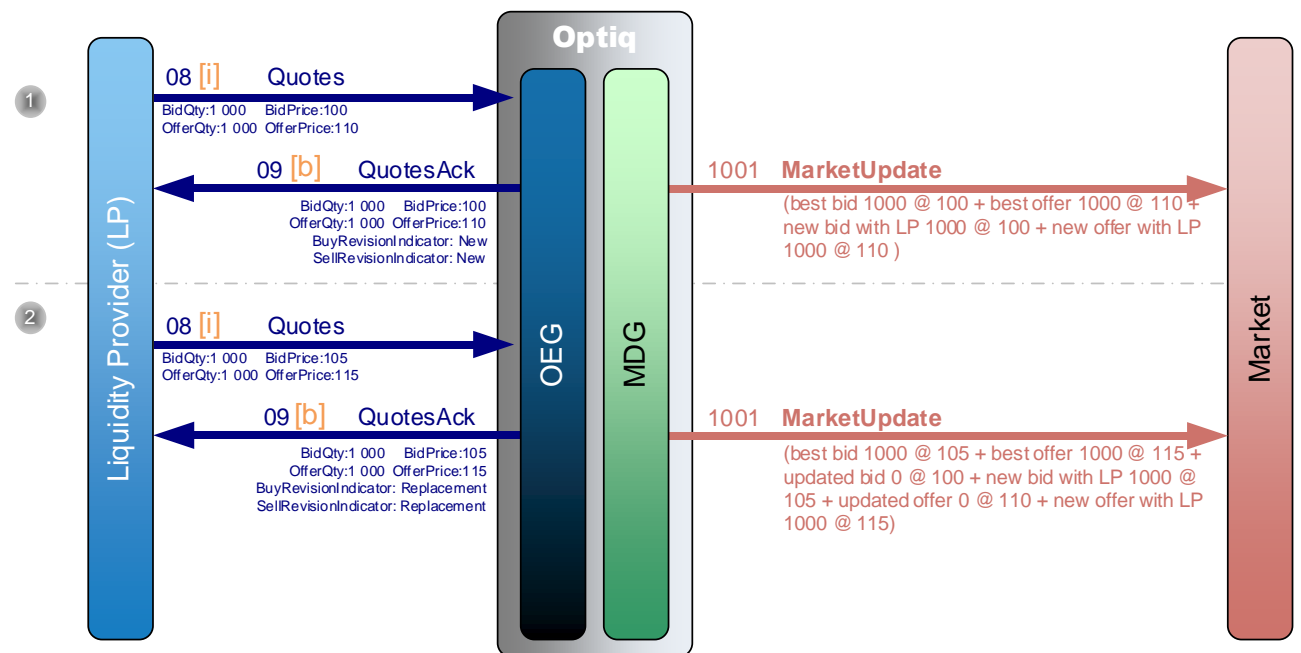 Optiq
1
08 [i] Quotes
BidQty:1 000 BidPrice:100
OfferQty:1 000 OfferPrice:110
09 [b] QuotesAck
BidQty:1 000 BidPrice:100
OfferQty:1 000 OfferPrice:110
BuyRevisionIndicator: New
SellRevisionIndicator: New
1001 MarketUpdate
(best bid 1000 @ 100 + best offer 1000 @ 110 +
new bid with LP 1000 @ 100 + new offer with LP
1000 @ 110 )
2
08 [i] Quotes
BidQty:1 000 BidPrice:105
OfferQty:1 000 OfferPrice:115
09 [b] QuotesAck
BidQty:1 000 BidPrice:105
OfferQty:1 000 OfferPrice:115
BuyRevisionIndicator: Replacement
SellRevisionIndicator: Replacement
1001 MarketUpdate
(best bid 1000 @ 105 + best offer 1000 @ 115 +
updated bid 0 @ 100 + new bid with LP 1000 @
105 + updated offer 0 @ 110 + new offer with LP
1000 @ 115)
Liquidity Provider (LP)
OEG
MDG
Market